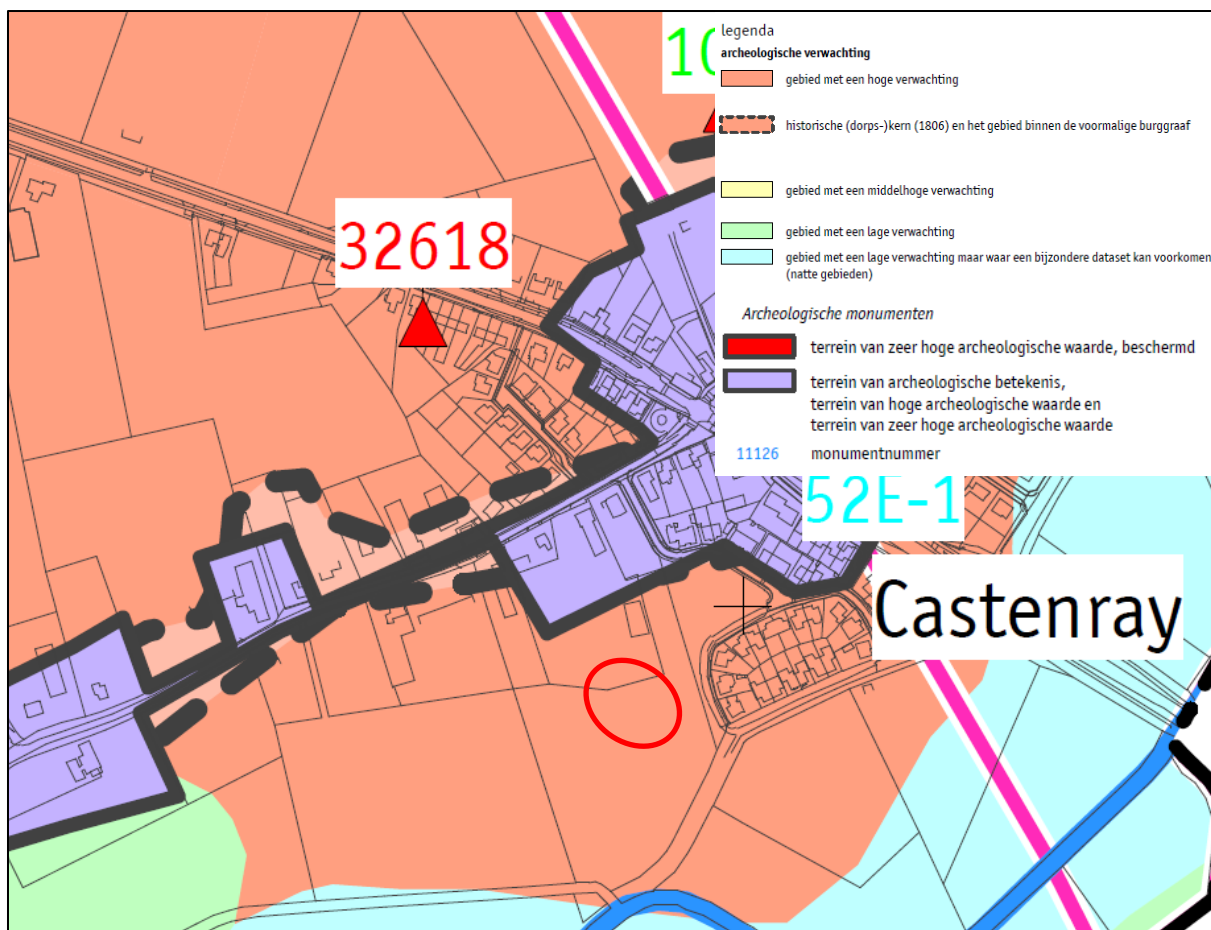 10
legenda
archeologische verwachting
gebied met een hoge verwachting
historische (dorps-)kern (1806) en het gebied binnen de voormalige burggraaf
gebied met een middelhoge verwachting
gebied met een lage verwachting
gebied met een lage verwachting maar waar een bijzondere dataset kan voorkomen
(natte gebieden)
Archeologische monumenten
terrein van zeer hoge archeologische waarde, beschermd
terrein van archeologische betekenis,
terrein van hoge archeologische waarde en
terrein van zeer hoge archeologische waarde
11126 monumentnummer
32618
52E-1
Castenray